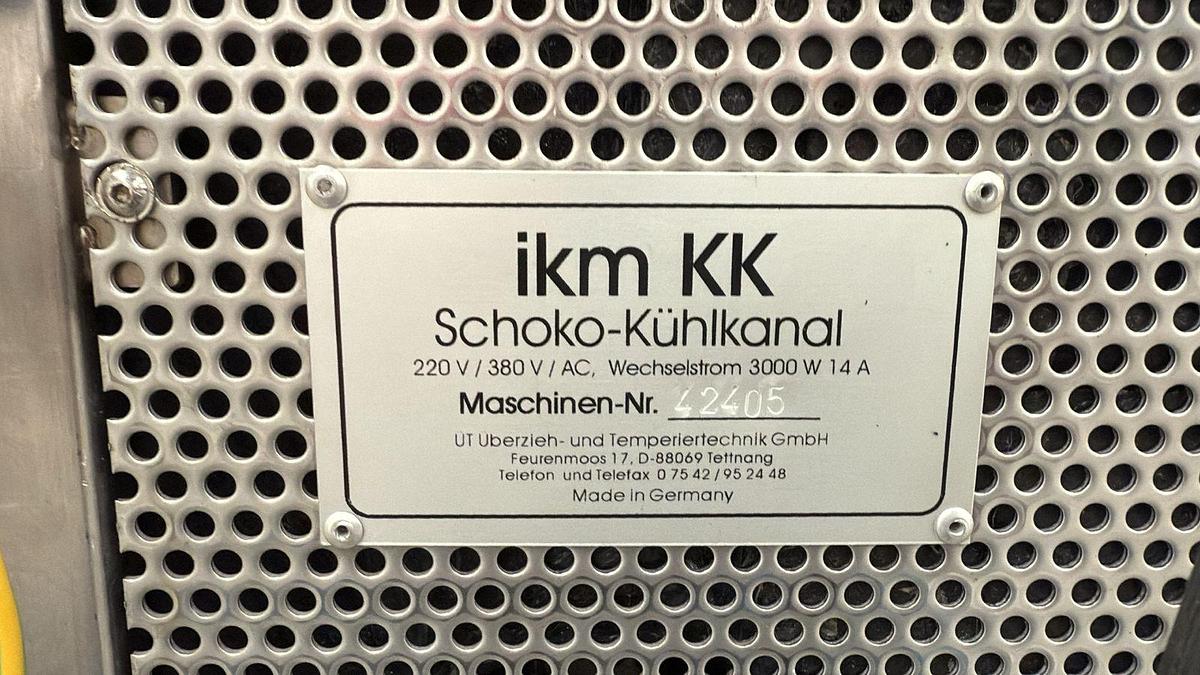 ikm KK
Schoko-Kühlkanal
220 V / 380 V / AC, Wechselstrom 3000 W 14 A
Maschinen-Nr. 42405
ÜT Überzieh- und Temperiertechnik GmbH
Feurenmoos 17, D-88069 Tettnang
Telefon und Telefax 0 75 42 / 95 24 48
Made in Germany